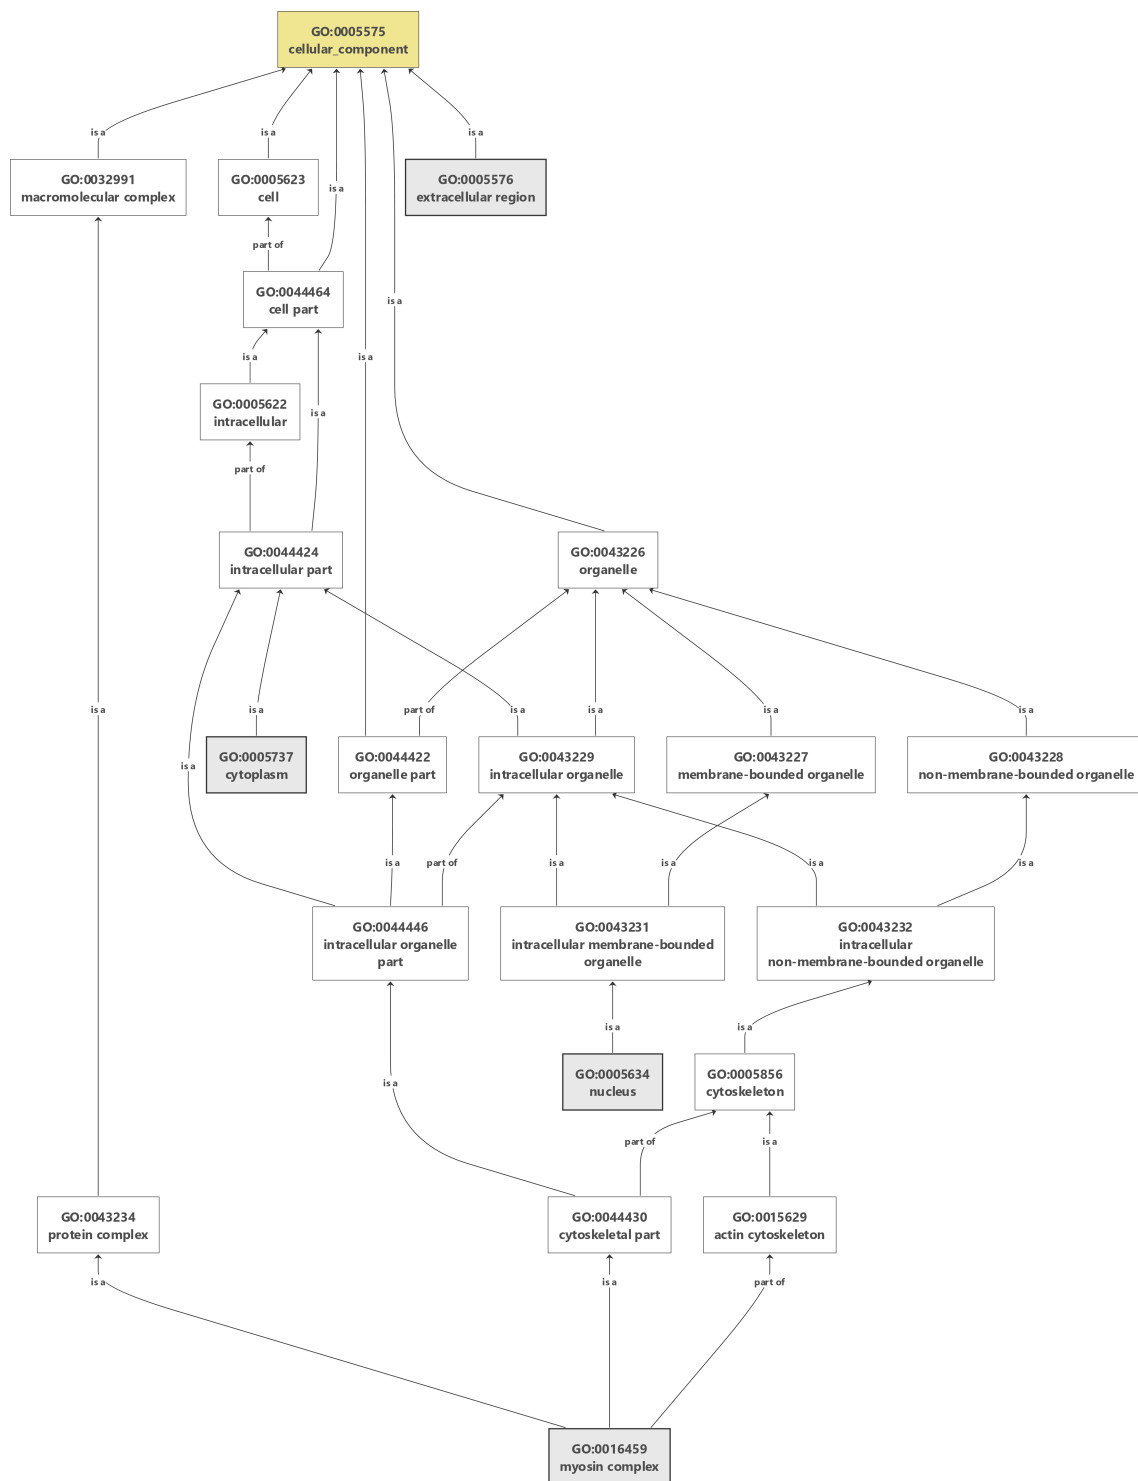 GO:0005575
cellular_component
is a
is a
is a
GO:0032991
macromolecular complex
GO:0005623
cell
is a
GO:0005576
extracellular region
part of
GO:0044464
cell part
is a
is a
is a
GO:0005622
intracellular
is a
part of
GO:0044424
intracellular part
GO:0043226
organelle
is a
is a
part of
is a
is a
is a
is a
is a
GO:0005737
cytoplasm
GO:0044422
organelle part
GO:0043229
intracellular organelle
GO:0043227
membrane-bounded organelle
GO:0043228
non-membrane-bounded organelle
is a
part of
is a
is a
is a
is a
GO:0044446
intracellular organelle
part
GO:0043231
intracellular membrane-bounded
organelle
GO:0043232
intracellular
non-membrane-bounded organelle
is a
is a
GO:0005634
nucleus
GO:0005856
cytoskeleton
is a
part of
is a
GO:0043234
protein complex
GO:0044430
cytoskeletal part
GO:0015629
actin cytoskeleton
is a
is a
part of
GO:0016459
myosin complex